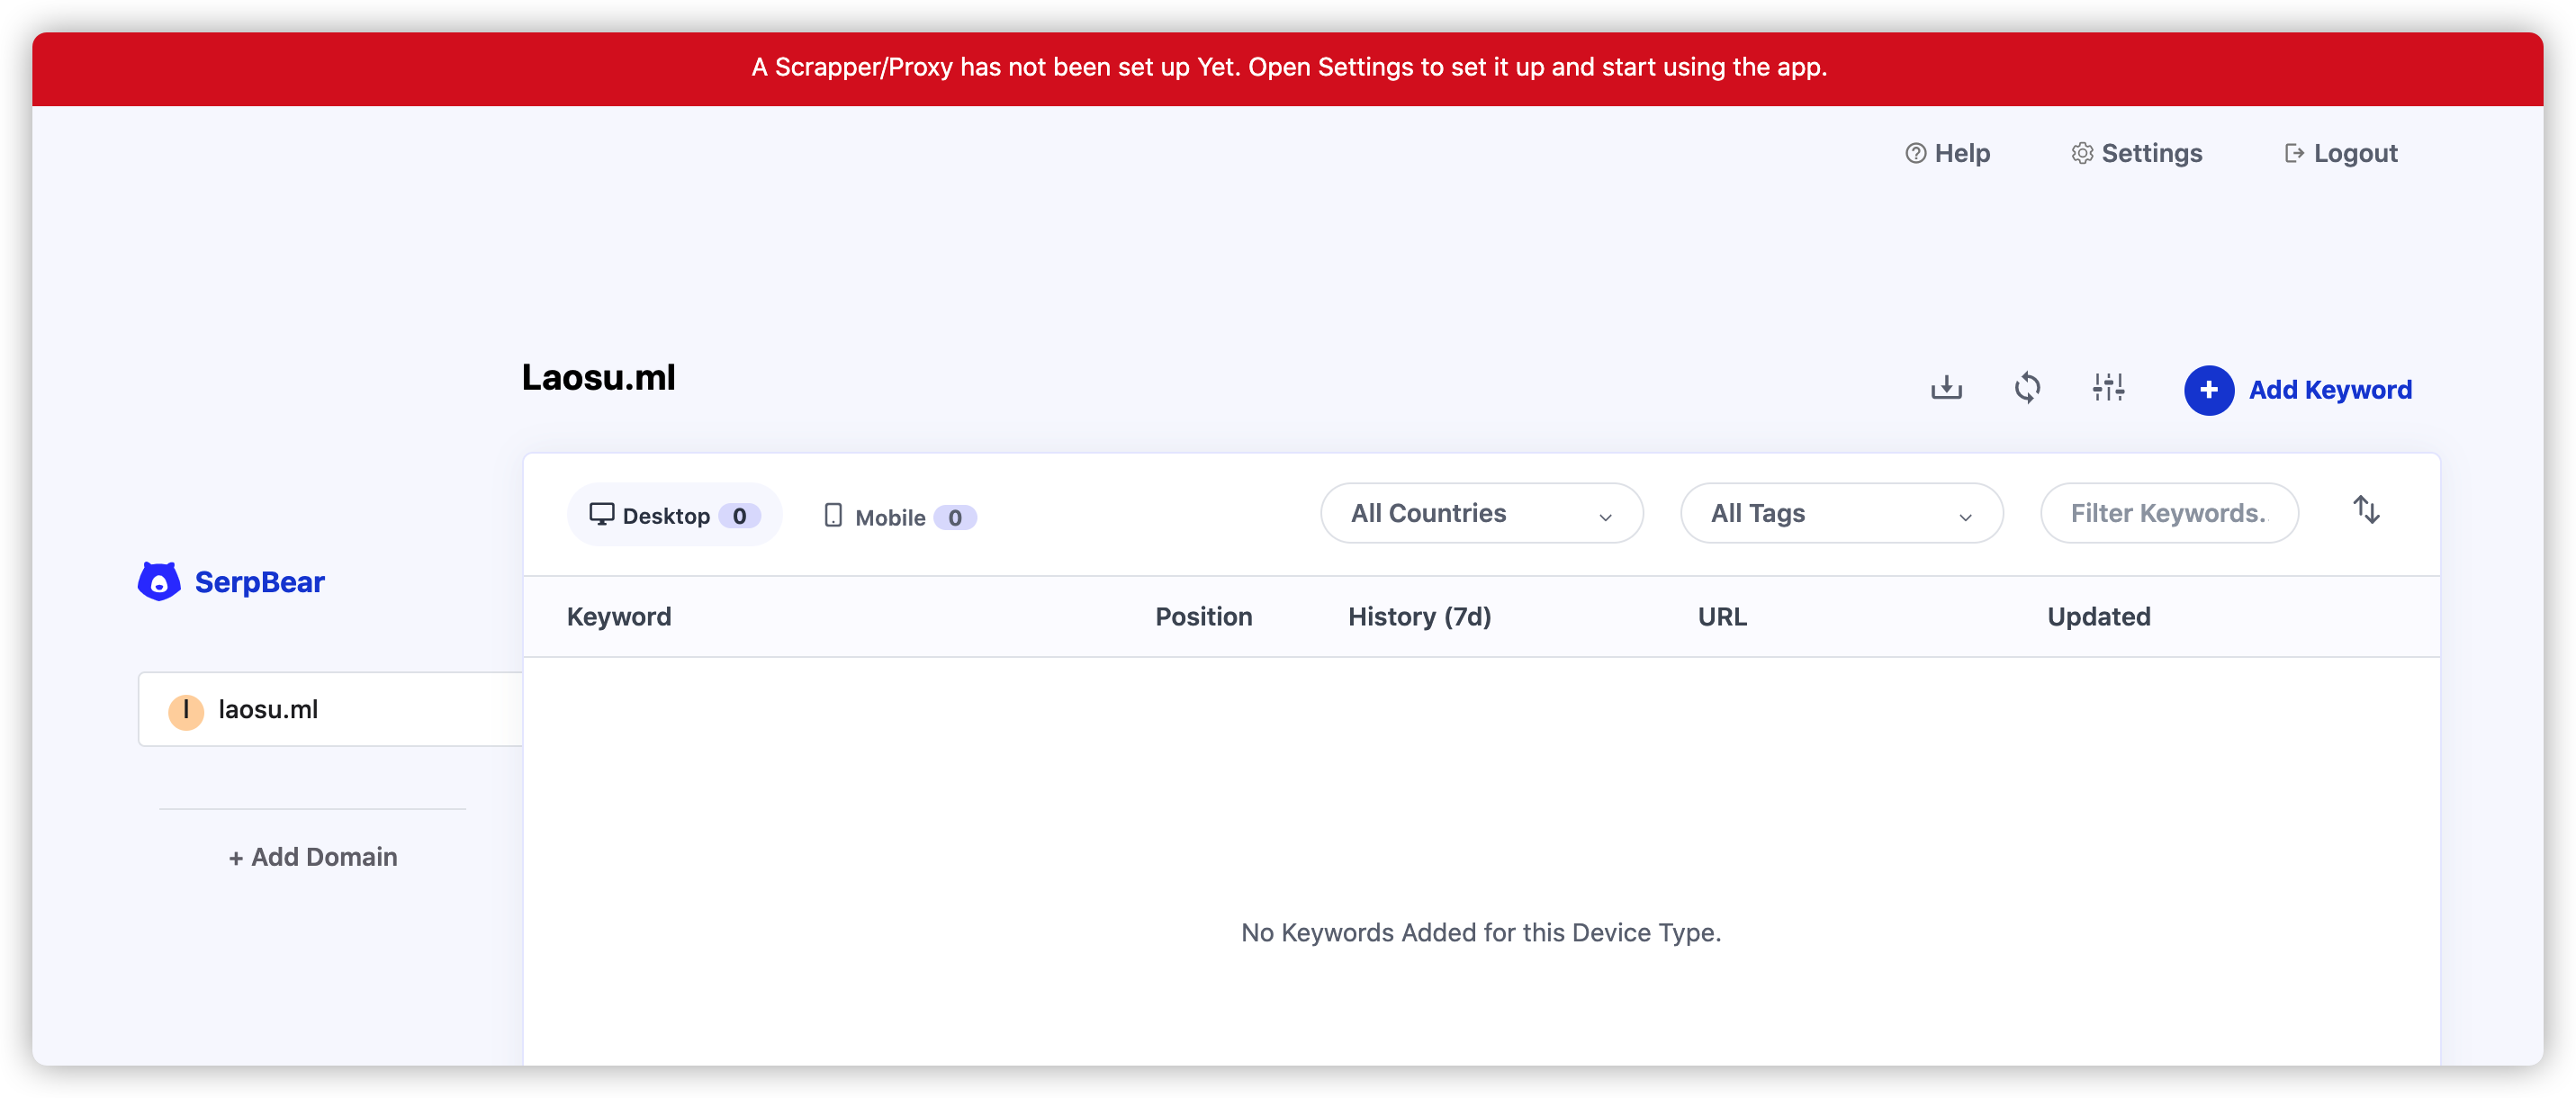 A Scrapper/Proxy has not been set up Yet. Open Settings to set it up and start using the app.
Help Settings Logout
Laosu.ml
Add Keyword
Desktop 0 Mobile 0 All Countries All Tags Filter Keywords.
SerpBear
Keyword Position History (7d) URL Updated
l laosu.ml
+ Add Domain
No Keywords Added for this Device Type.